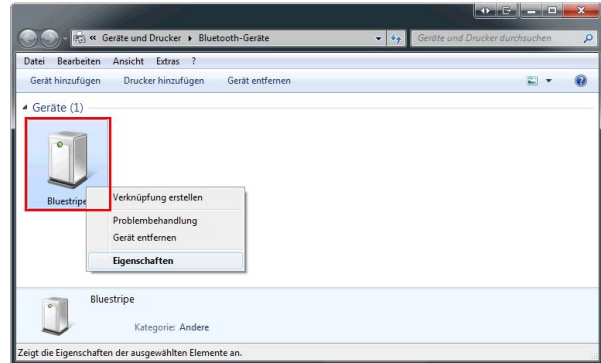 « Geräte und Drucker ▸ Bluetooth-Geräte
Geräte und Drucker durchsuchen
Datei Bearbeiten Ansicht Extras ?
Gerät hinzufügen Drucker hinzufügen Gerät entfernen
Geräte (1)
Bluestripe
Verknüpfung erstellen
Problembehandlung
Gerät entfernen
Eigenschaften
Bluestripe
Kategorie: Andere
Zeigt die Eigenschaften der ausgewählten Elemente an.